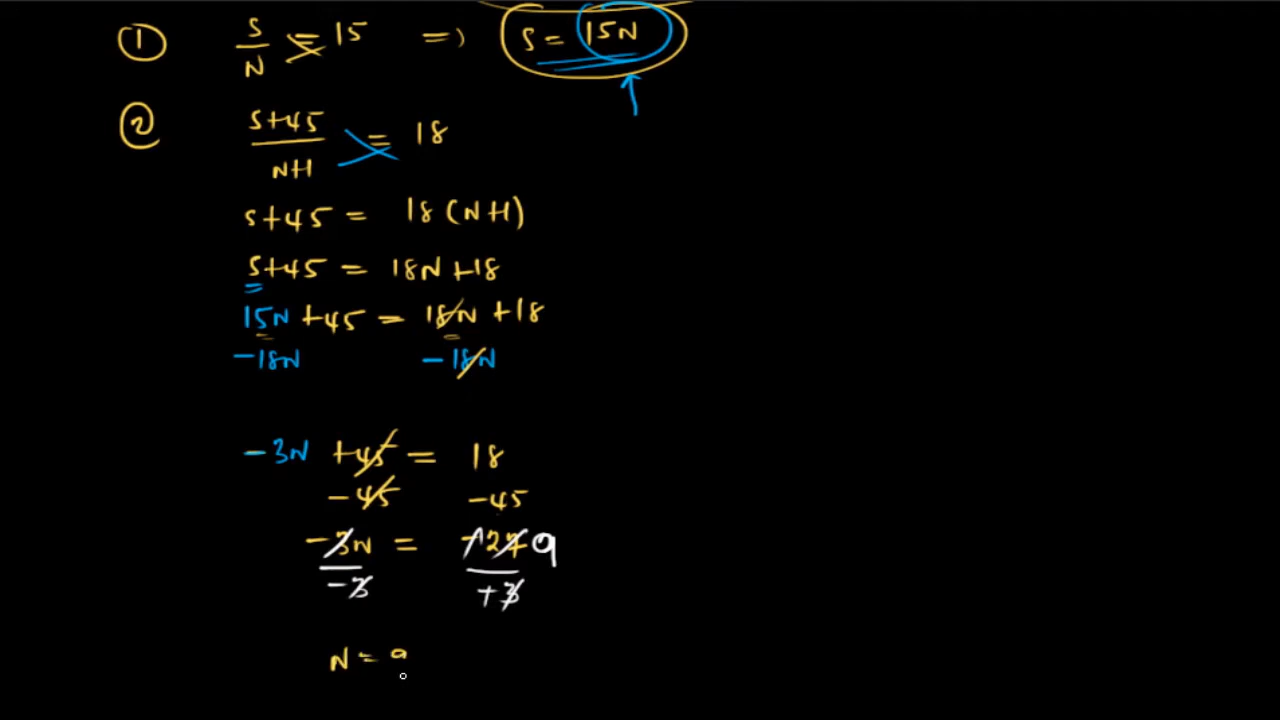 ① S/N = 15 => S = 15N
② S+45/N+1 = 18
S+45 = 18(N+1)
S+45 = 18N+18
15N+45 = 18N+18
-18N -18N
-3N +45 = 18
-45 -45
-3N/-3 = -27/+3 9
N = 9